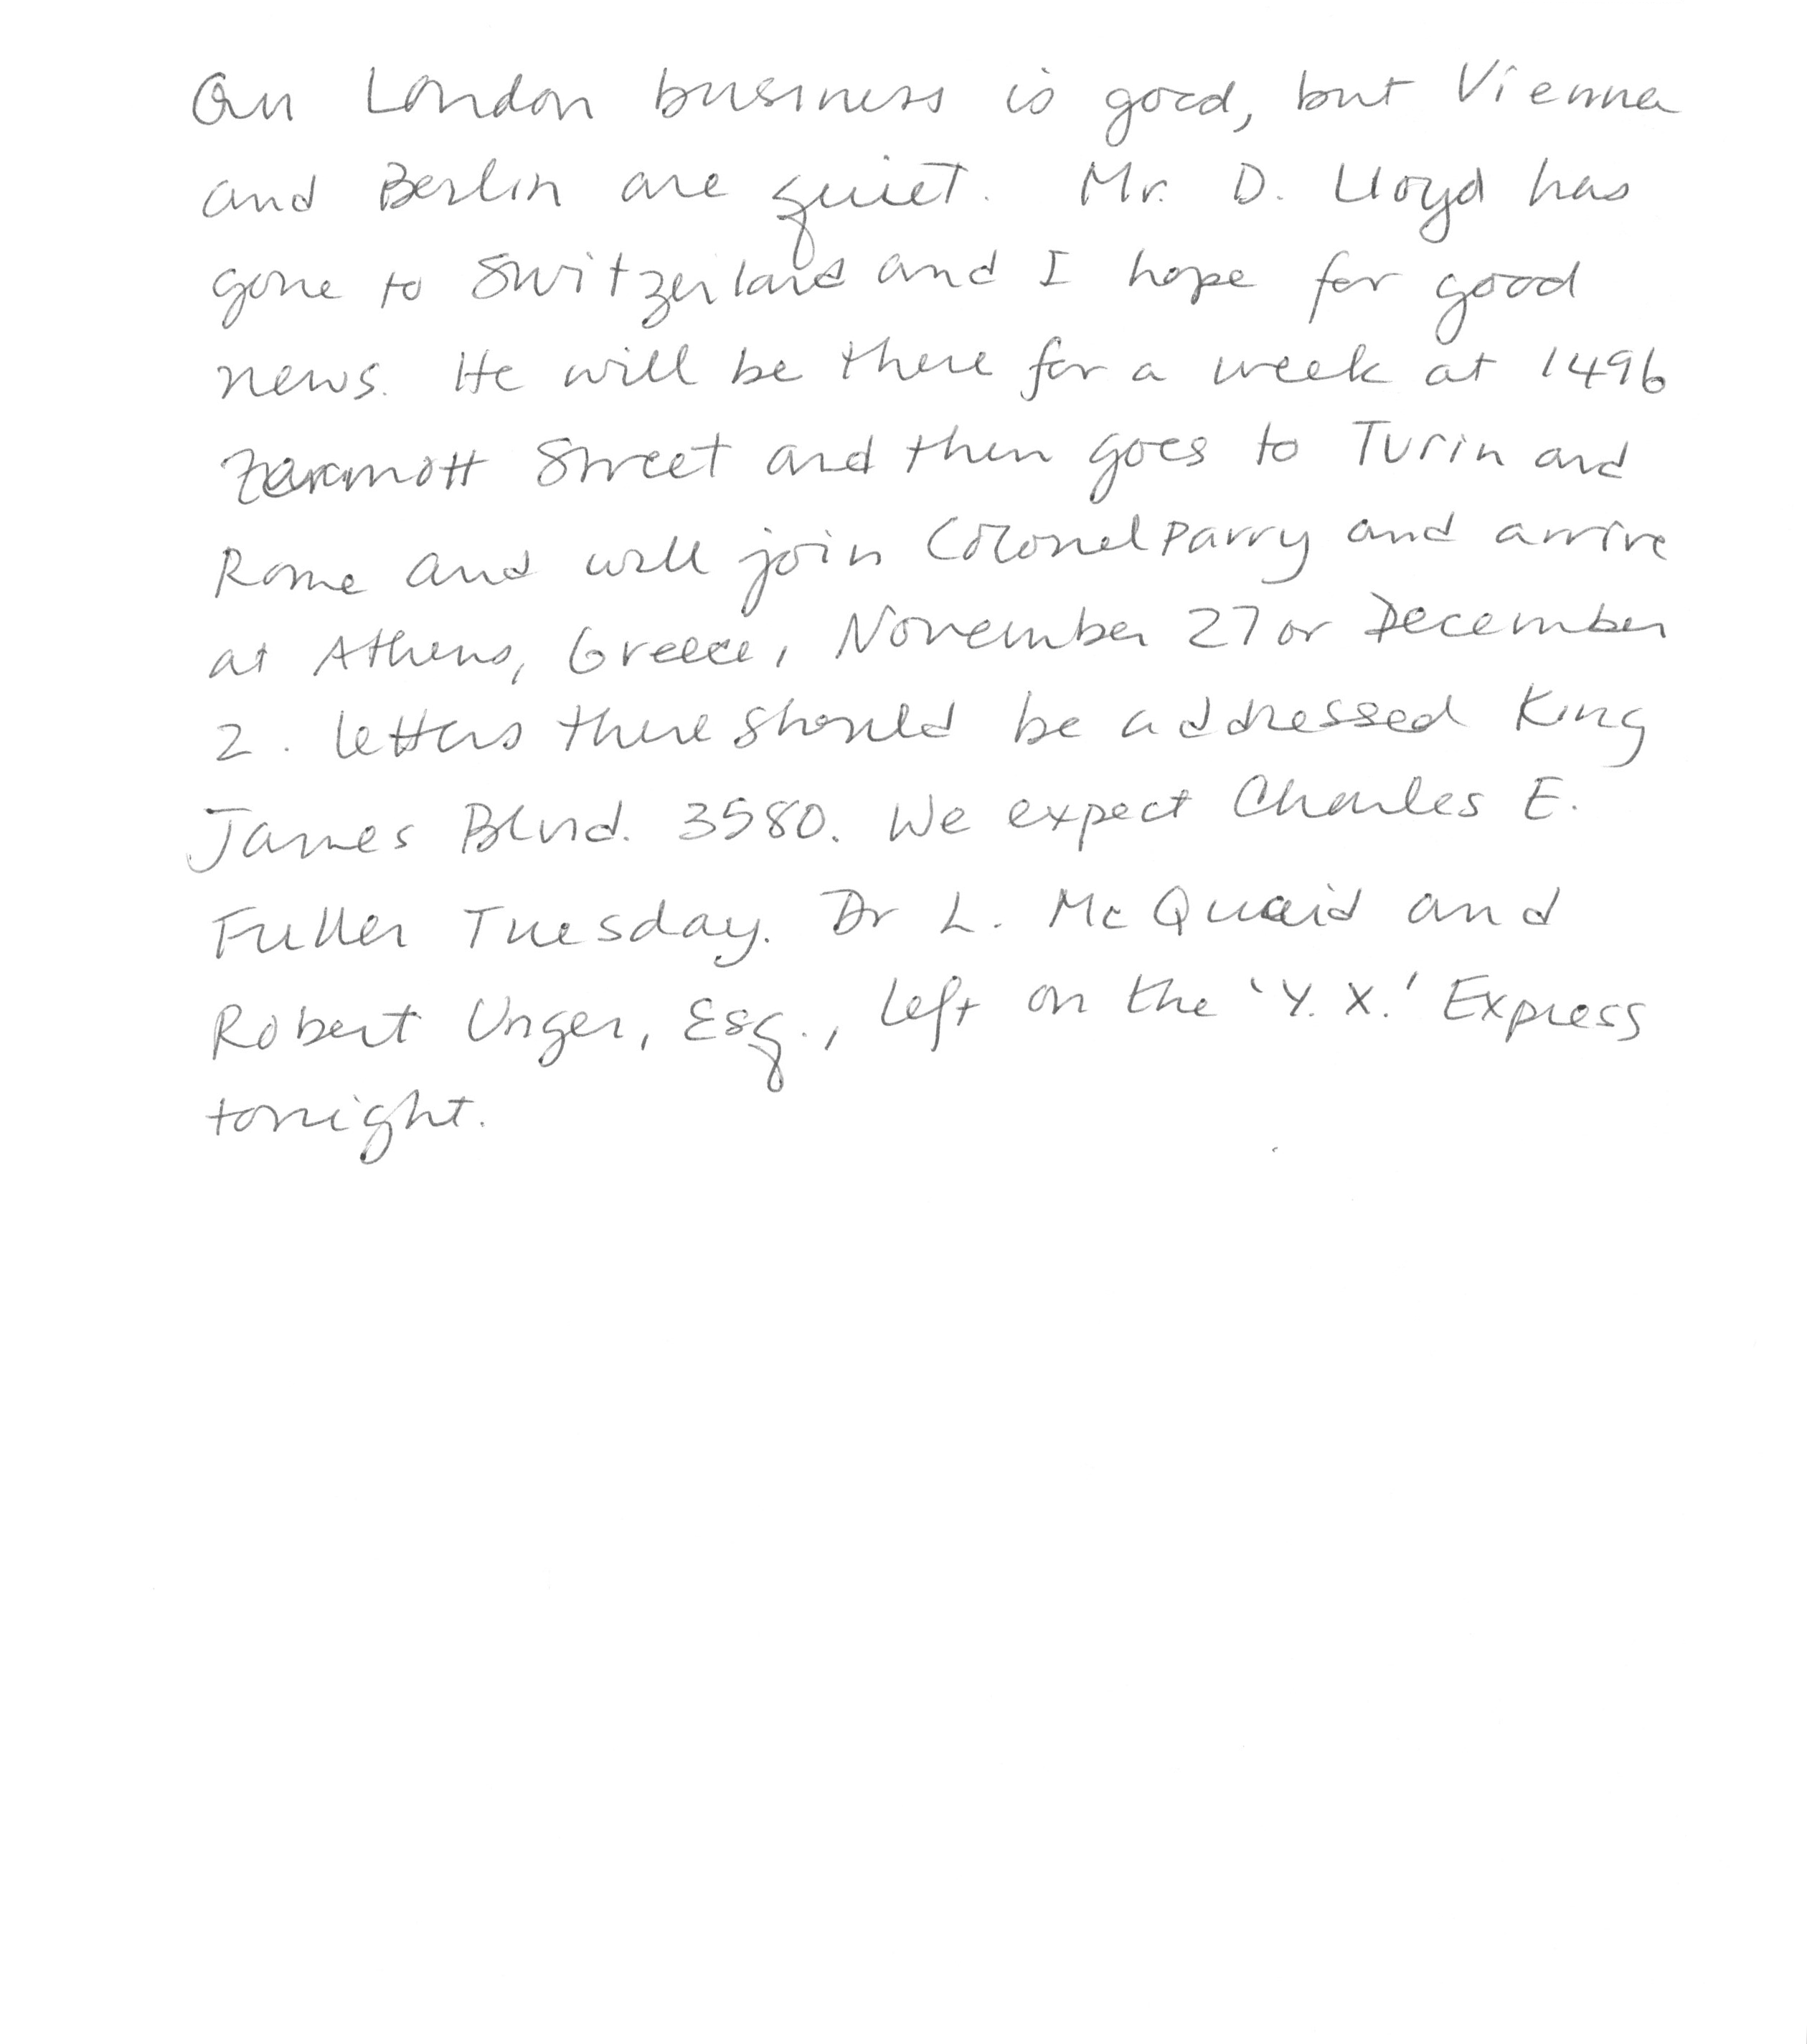 Our London business is good, but Vienna
and Berlin are quiet. Mr. D. Lloyd has
gone to Switzerland and I hope for good
news. He will be there for a week at 1496
Zermott Street and then goes to Turin and
Rome and will join Colonel Parry and arrive
at Athens, Greece, November 27 or December
2. Letters there should be addressed King
James Blvd. 3580. We expect Charles E.
Fuller Tuesday. Dr L. McQuaid and
Robert Unger, Esq., left on the 'Y. X.' Express
tonight.